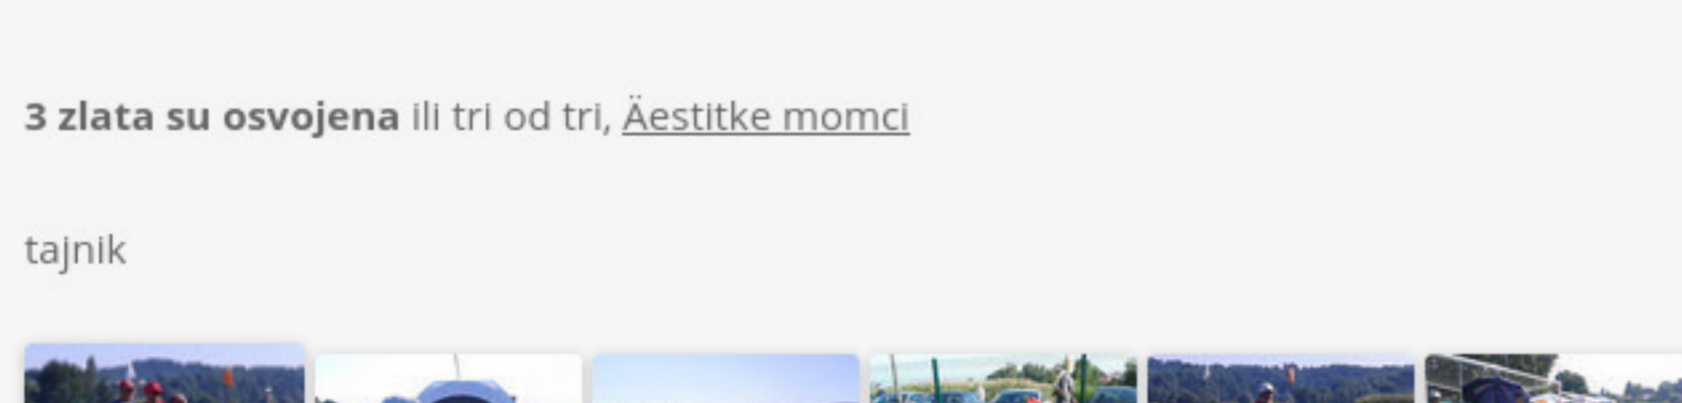 3 zlata su osvojena ili tri od tri, Äestitke momci
tajnik